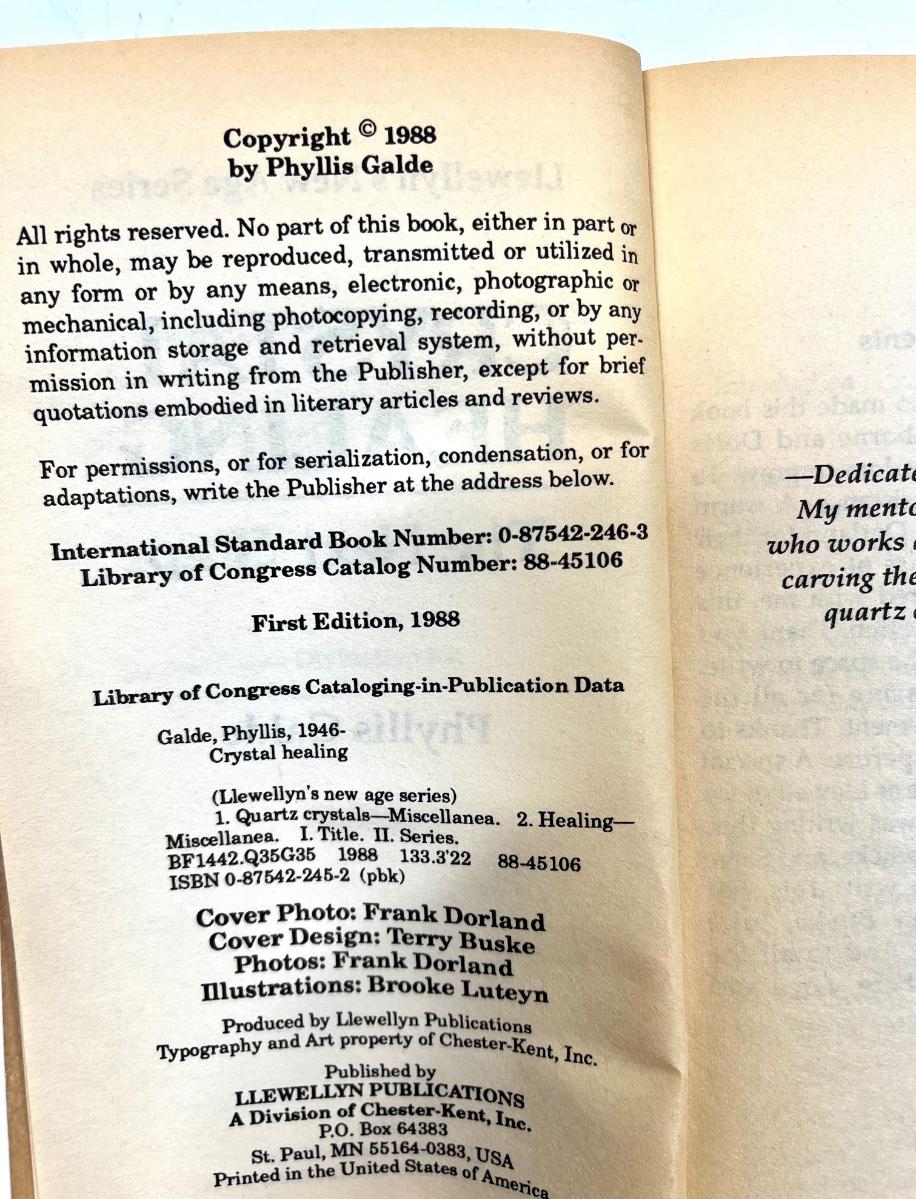 Copyright © 1988
by Phyllis Galde
All rights reserved. No part of this book, either in part or
in whole, may be reproduced, transmitted or utilized in
any form or by any means, electronic, photographic or
mechanical, including photocopying, recording, or by any
information storage and retrieval system, without per-
mission in writing from the Publisher, except for brief
quotations embodied in literary articles and reviews.
For permissions, or for serialization, condensation, or for
adaptations, write the Publisher at the address below.
International Standard Book Number: 0-87542-246-3
Library of Congress Catalog Number: 88-45106
First Edition, 1988
Library of Congress Cataloging-in-Publication Data
Galde, Phyllis, 1946-
Crystal healing
(Llewellyn's new age series)
1. Quartz crystals—Miscellanea. 2. Healing—
Miscellanea. I. Title. II. Series.
BF1442.Q35G35 1988 133.3'22 88-45106
ISBN 0-87542-245-2 (pbk)
Cover Photo: Frank Dorland
Cover Design: Terry Buske
Photos: Frank Dorland
Illustrations: Brooke Luteyn
Produced by Llewellyn Publications
Typography and Art property of Chester-Kent, Inc.
Published by
LLEWELLYN PUBLICATIONS
A Division of Chester-Kent, Inc.
P.O. Box 64383
St. Paul, MN 55164-0383, USA
Printed in the United States of America
—Dedicate
My mento
who works
carving the
quartz